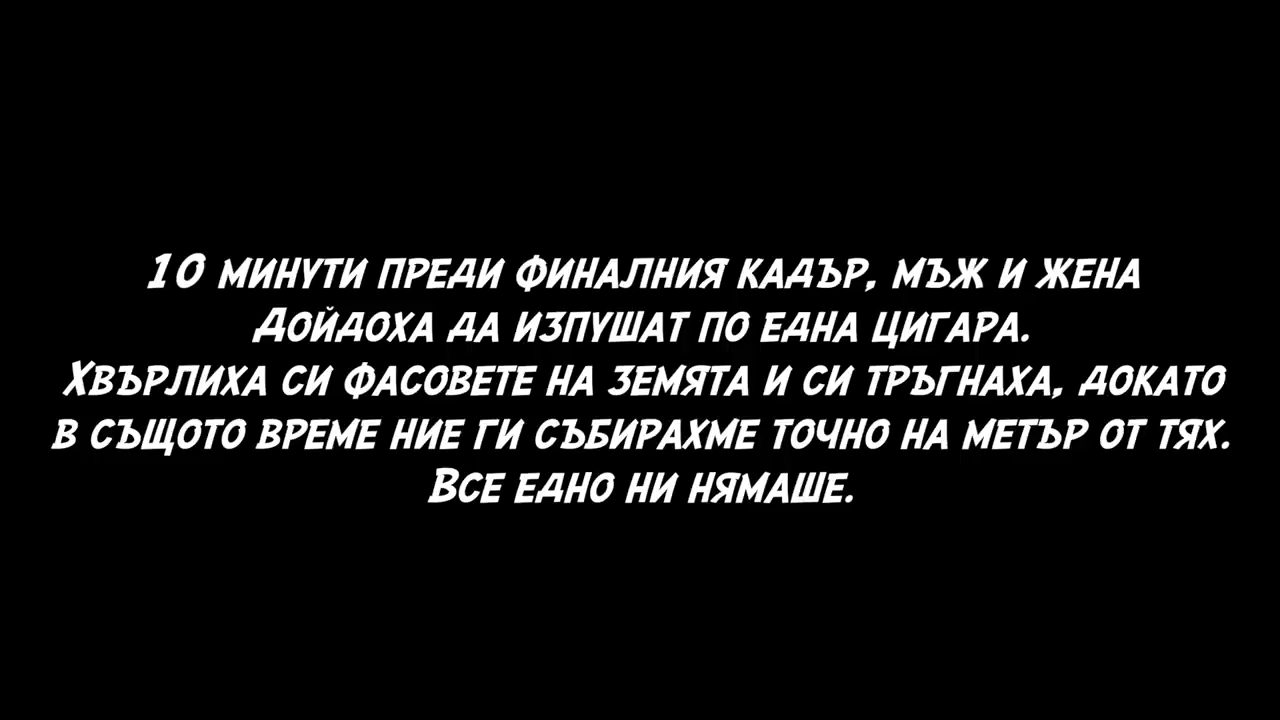 10 минути преди финалния кадър, мъж и жена
дойдоха да изпушат по една цигара.
Хвърлиха си фасовете на земята и си тръгнаха, докато
в същото време ние ги събирахме точно на метър от тях.
Все едно ни нямаше.